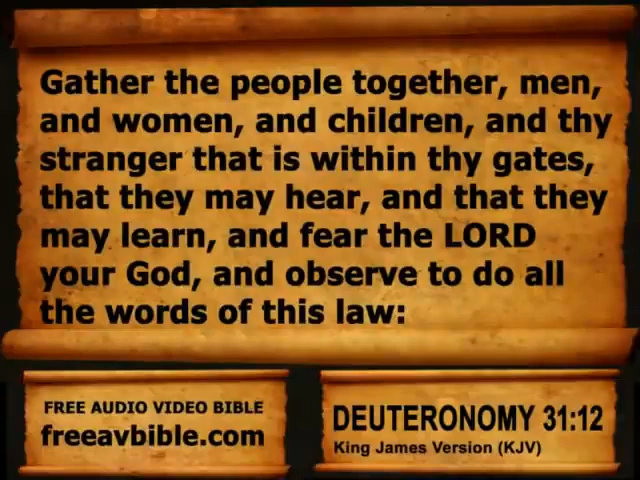 Gather the people together, men,
and women, and children, and thy
stranger that is within thy gates,
that they may hear, and that they
may learn, and fear the LORD
your God, and observe to do all
the words of this law:
FREE AUDIO VIDEO BIBLE
freeavbible.com
DEUTERONOMY 31:12
King James Version (KJV)